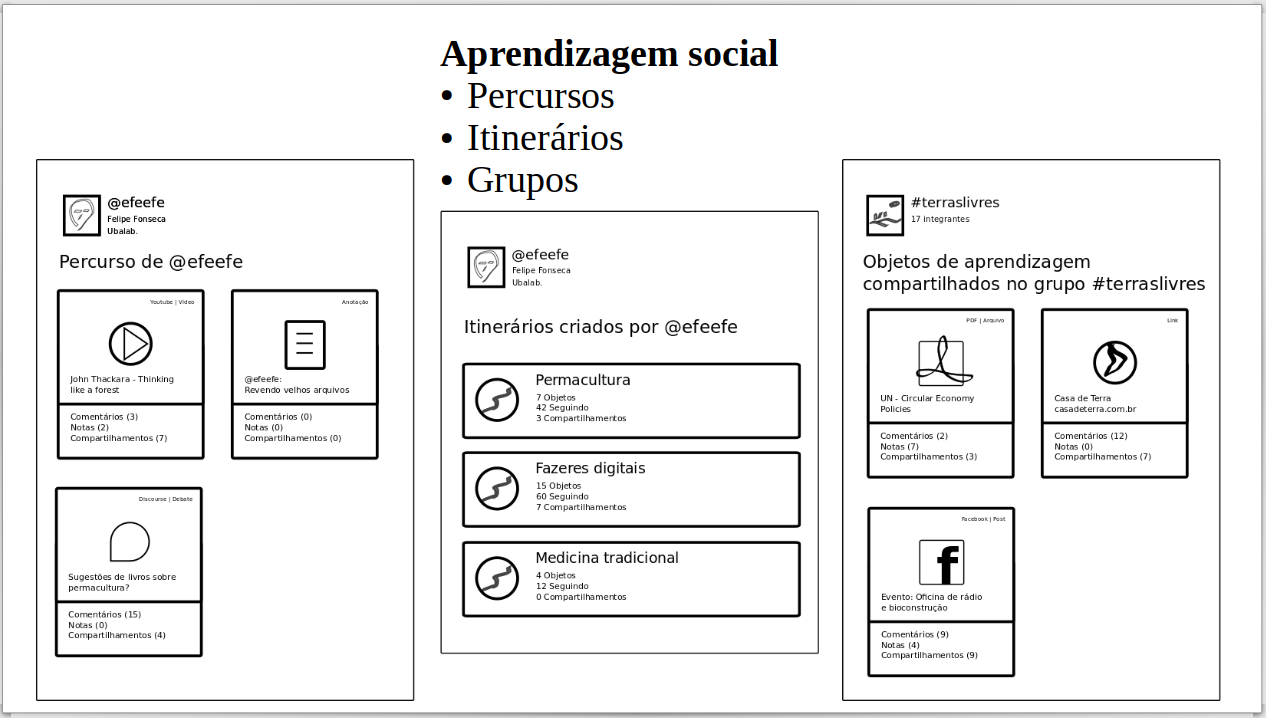 Aprendizagem social
• Percursos
• Itinerários
• Grupos
@efeefe
Felipe Fonseca
Ubalab.
Percurso de @efeefe
Youtube | Vídeo
John Thackara - Thinking
like a forest
Comentários (3)
Notas (2)
Compartilhamentos (7)
Anotação
@efeefe:
Revendo velhos arquivos
Comentários (0)
Notas (0)
Compartilhamentos (0)
Discourse | Debate
Sugestões de livros sobre
permacultura?
Comentários (15)
Notas (0)
Compartilhamentos (4)
@efeefe
Felipe Fonseca
Ubalab.
Itinerários criados por @efeefe
Permacultura
7 Objetos
42 Seguindo
3 Compartilhamentos
Fazeres digitais
15 Objetos
60 Seguindo
7 Compartilhamentos
Medicina tradicional
4 Objetos
12 Seguindo
0 Compartilhamentos
#terraslivres
17 integrantes
Objetos de aprendizagem
compartilhados no grupo #terraslivres
PDF | Arquivo
UN - Circular Economy
Policies
Comentários (2)
Notas (7)
Compartilhamentos (3)
Link
Casa de Terra
casadeterra.com.br
Comentários (12)
Notas (0)
Compartilhamentos (7)
Facebook | Post
f
Evento: Oficina de rádio
e bioconstrução
Comentários (9)
Notas (4)
Compartilhamentos (9)